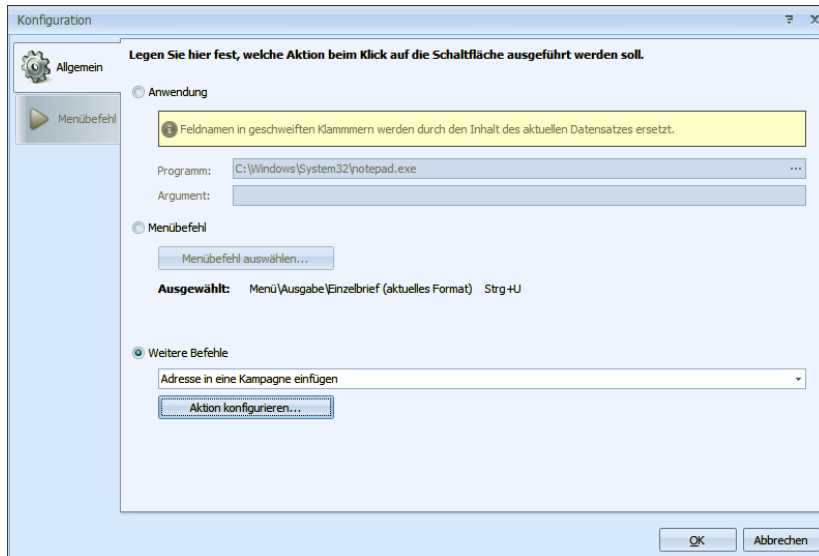 Konfiguration
Allgemein
Menübefehl
Legen Sie hier fest, welche Aktion beim Klick auf die Schaltfläche ausgeführt werden soll.
Anwendung
Feldnamen in geschweiften Klammmern werden durch den Inhalt des aktuellen Datensatzes ersetzt.
Programm: C:\Windows\System32\notepad.exe ...
Argument:
Menübefehl
Menübefehl auswählen...
Ausgewählt: Menü\Ausgabe\Einzelbrief (aktuelles Format) Strg+U
Weitere Befehle
Adresse in eine Kampagne einfügen
Aktion konfigurieren...
OK Abbrechen